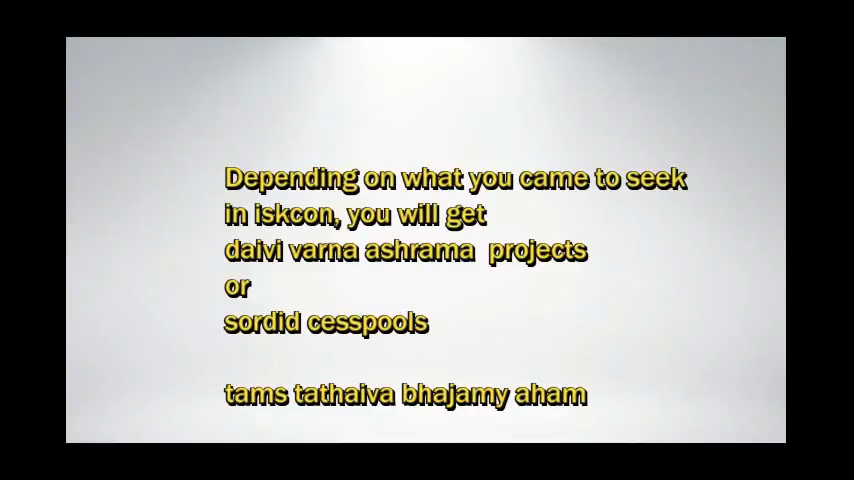 Depending on what you came to seek
in iskcon, you will get
daivi varna ashrama  projects
or
sordid cesspools
tams tathaiva bhajamy aham